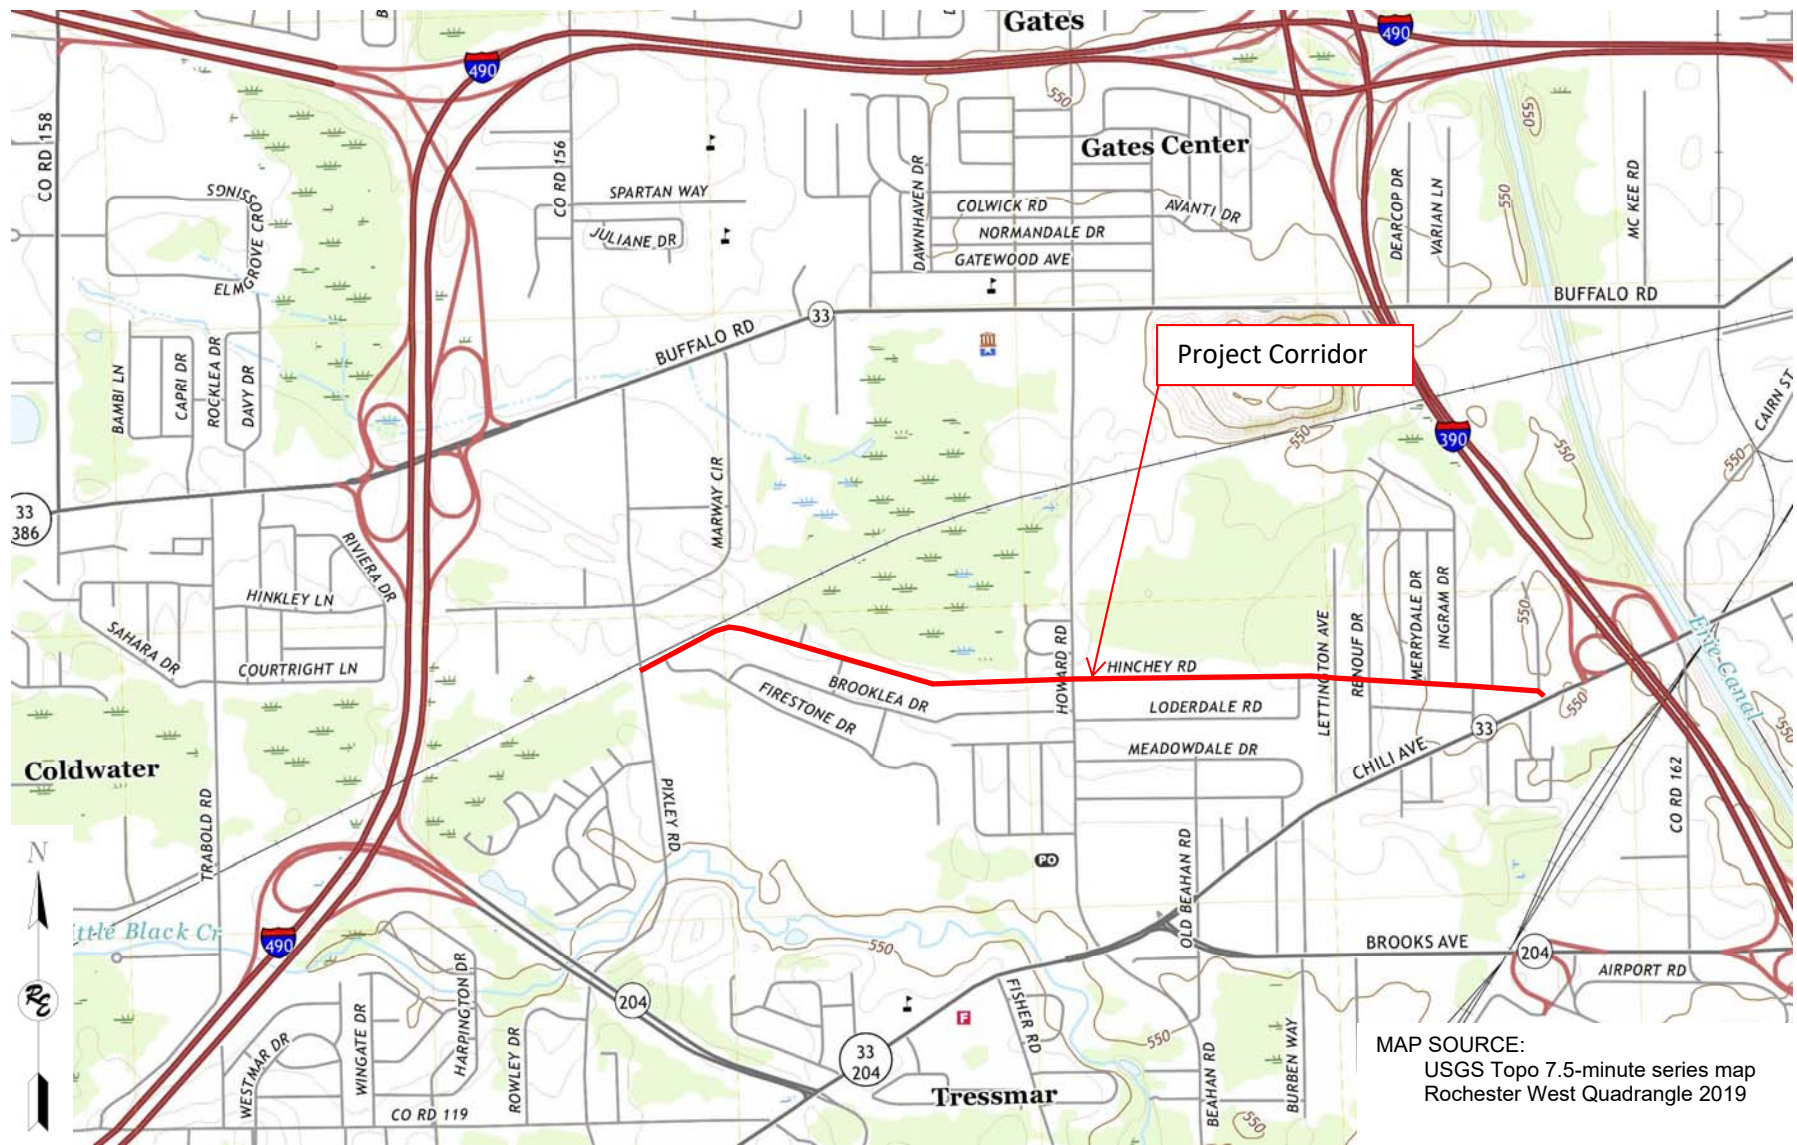 Gates
490
490
B
CO RD 158
CO RD 156
550
550
Gates Center
SPARTAN WAY
JULIANE DR
DAWNHAVEN DR
COLWICK RD
AVANTI DR
NORMANDALE DR
GATEWOOD AVE
DEARCOP DR
VARIAN LN
550
MC KEE RD
ELMGROVE CROSSINGS
BUFFALO RD
33
BUFFALO RD
Project Corridor
BAMBI LN
CAPRI DR
ROCKLEA DR
DAVY DR
MARWAY CIR
550
390
550
550
CAIRN ST
33
386
RIVIERA DR
HINKLEY LN
SAHARA DR
COURTRIGHT LN
HOWARD RD
HINCHEY RD
LETTINGTON AVE
RENOUF DR
MERRYDALE DR
INGRAM DR
550
Erie Canal
BROOKLEA DR
FIRESTONE DR
LODERDALE RD
MEADOWDALE DR
CHILI AVE
33
550
550
Coldwater
TRABOLD RD
PIXLEY RD
OLD BEAHAN RD
CO RD 162
N
PO
ittle Black Cr
490
550
BROOKS AVE
204
AIRPORT RD
RE
204
WESTMAR DR
WINGATE DR
HARPINGTON DR
ROWLEY DR
F
FISHER RD
33
204
550
BEAHAN RD
BURBEN WAY
550
Tressmar
CO RD 119
MAP SOURCE:
USGS Topo 7.5-minute series map
Rochester West Quadrangle 2019